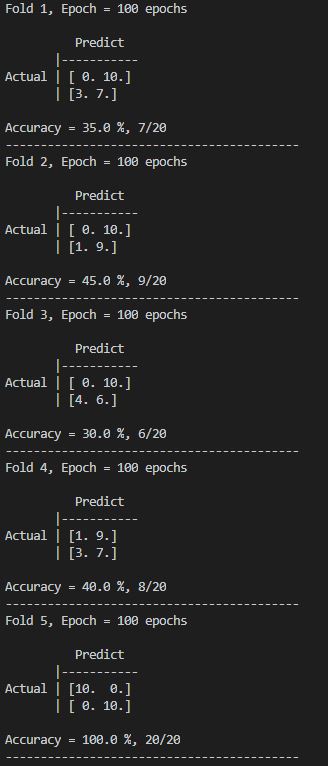 Fold 1, Epoch = 100 epochs
Predict
|-----------
Actual | [ 0. 10.]
| [3. 7.]
Accuracy = 35.0 %, 7/20
------------------------------------------
Fold 2, Epoch = 100 epochs
Predict
|-----------
Actual | [ 0. 10.]
| [1. 9.]
Accuracy = 45.0 %, 9/20
------------------------------------------
Fold 3, Epoch = 100 epochs
Predict
|-----------
Actual | [ 0. 10.]
| [4. 6.]
Accuracy = 30.0 %, 6/20
------------------------------------------
Fold 4, Epoch = 100 epochs
Predict
|-----------
Actual | [1. 9.]
| [3. 7.]
Accuracy = 40.0 %, 8/20
------------------------------------------
Fold 5, Epoch = 100 epochs
Predict
|-----------
Actual | [10.  0.]
| [ 0. 10.]
Accuracy = 100.0 %, 20/20
------------------------------------------